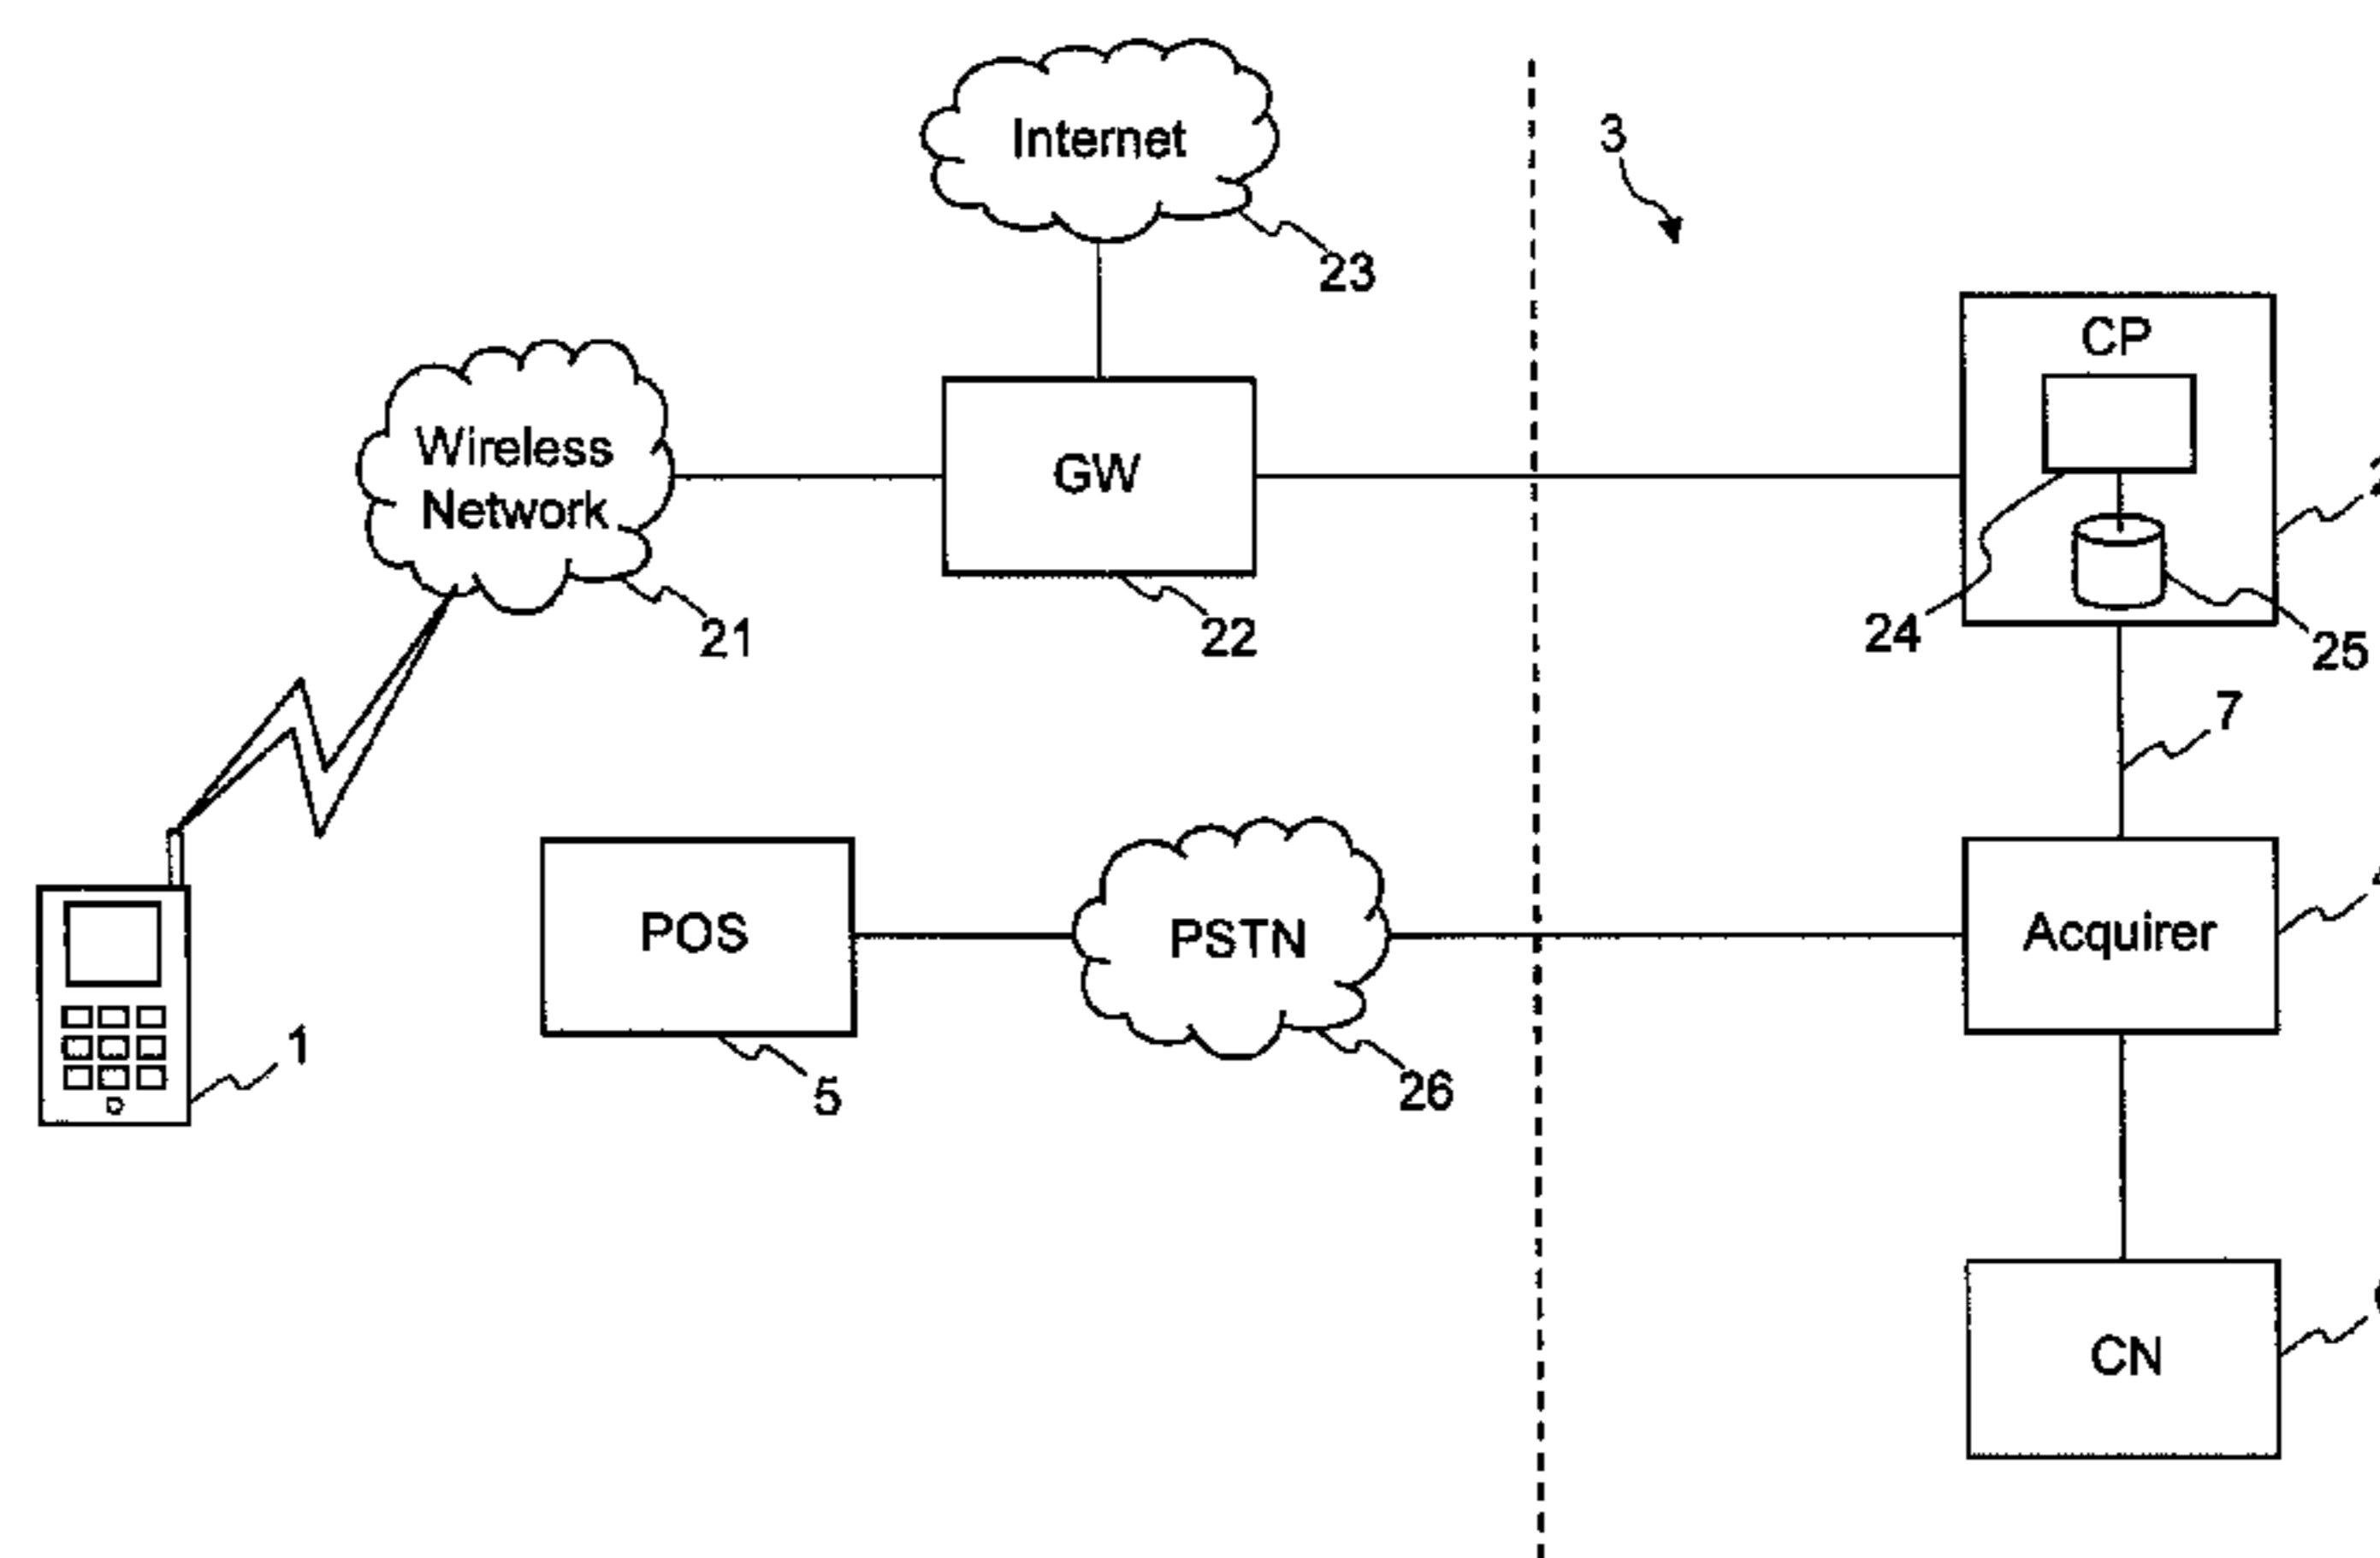 Internet
3
23
CP
Wireless
Network
GW
21
22
24
25
7
POS
PSTN
Acquirer
1
5
26
CN